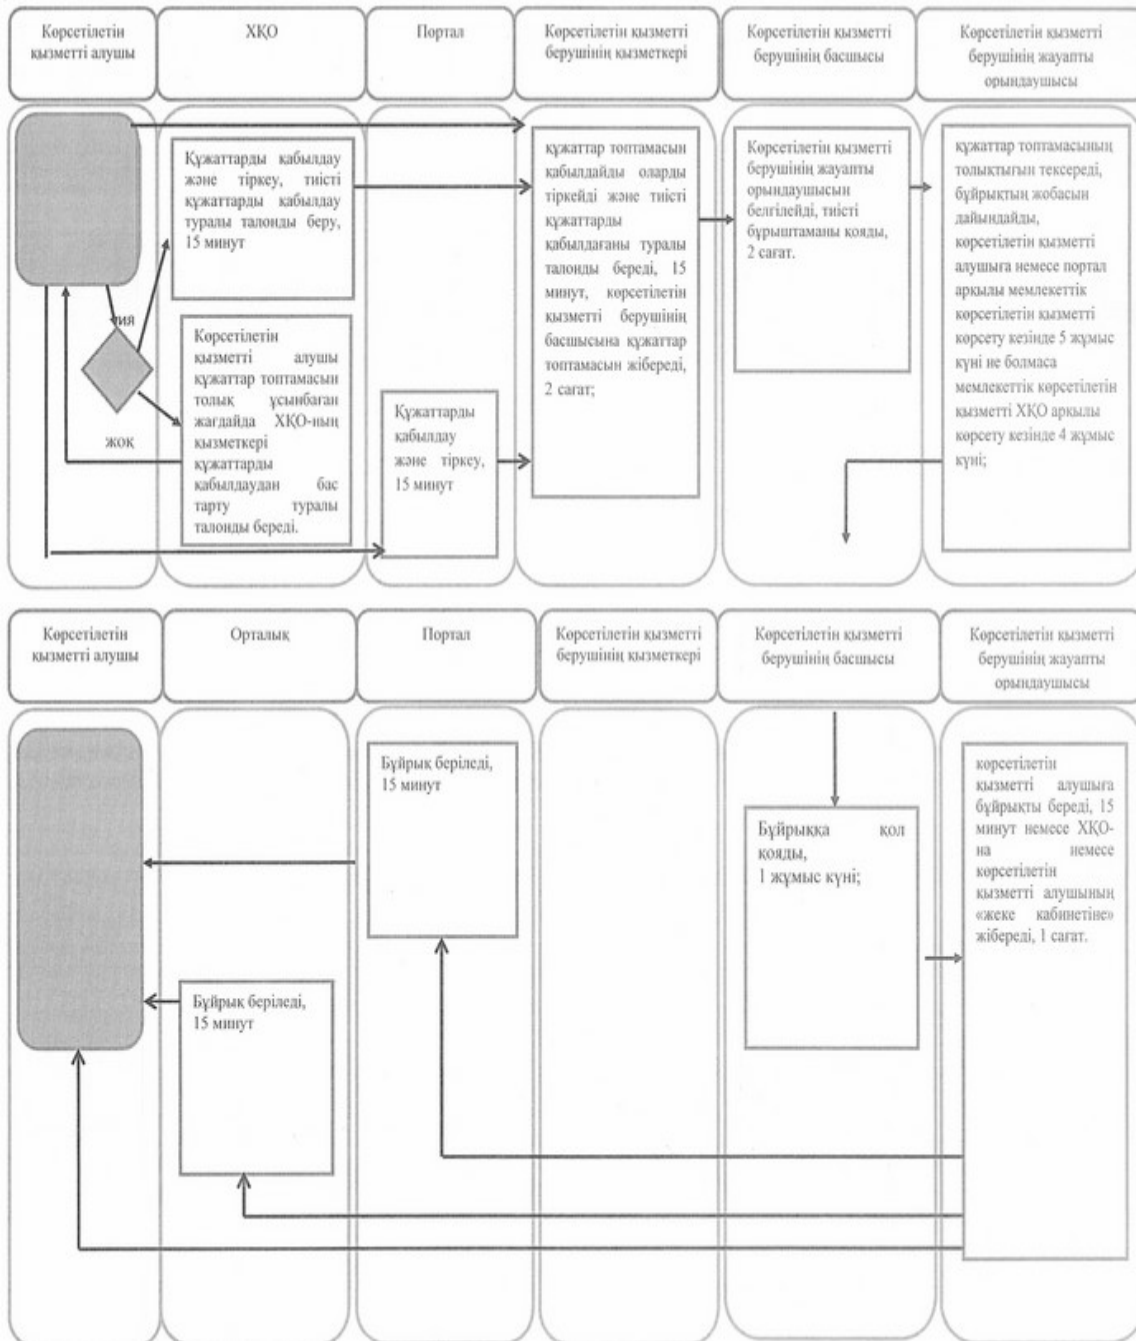 Көрсетілетін
қызметті алушы
ХҚО
Портал
Көрсетілетін қызметті
берушінің қызметкері
Көрсетілетін қызметті
берушінің басшысы
Көрсетілетін қызметті
берушінің жауапты
орындаушысы
ия
жоқ
Құжаттарды қабылдау
және тіркеу, тиісті
құжаттарды қабылдау
туралы талонды беру,
15 минут
Көрсетілетін
қызметті алушы
құжаттар топтамасын
толық ұсынбаған
жағдайда ХҚО-ның
қызметкері
құжаттарды
қабылдаудан бас
тарту туралы
талонды береді.
Құжаттарды
қабылдау
және тіркеу,
15 минут
құжаттар топтамасын
қабылдайды оларды
тіркейді және тиісті
құжаттарды
қабылдағаны туралы
талонды береді, 15
минут, көрсетілетін
қызметті берушінің
басшысына құжаттар
топтамасын жібереді,
2 сағат;
Көрсетілетін қызметті
берушінің жауапты
орындаушысын
белгілейді, тиісті
бұрыштаманы қояды,
2 сағат.
құжаттар топтамасының
толықтығын тексереді,
бұйрықтың жобасын
дайындайды,
көрсетілетін қызметті
алушыға немесе портал
арқылы мемлекеттік
көрсетілетін қызметті
көрсету кезінде 5 жұмыс
күні не болмаса
мемлекеттік көрсетілетін
қызметті ХҚО арқылы
көрсету кезінде 4 жұмыс
күні;
Көрсетілетін
қызметті алушы
Орталық
Портал
Көрсетілетін қызметті
берушінің қызметкері
Көрсетілетін қызметті
берушінің басшысы
Көрсетілетін қызметті
берушінің жауапты
орындаушысы
Бұйрық беріледі,
15 минут
Бұйрық беріледі,
15 минут
Бұйрыққа қол
қояды,
1 жұмыс күні;
көрсетілетін
қызметті алушыға
бұйрықты береді, 15
минут немесе ХҚО-
на немесе
көрсетілетін
қызметті алушының
«жеке кабинетіне»
жібереді, 1 сағат.